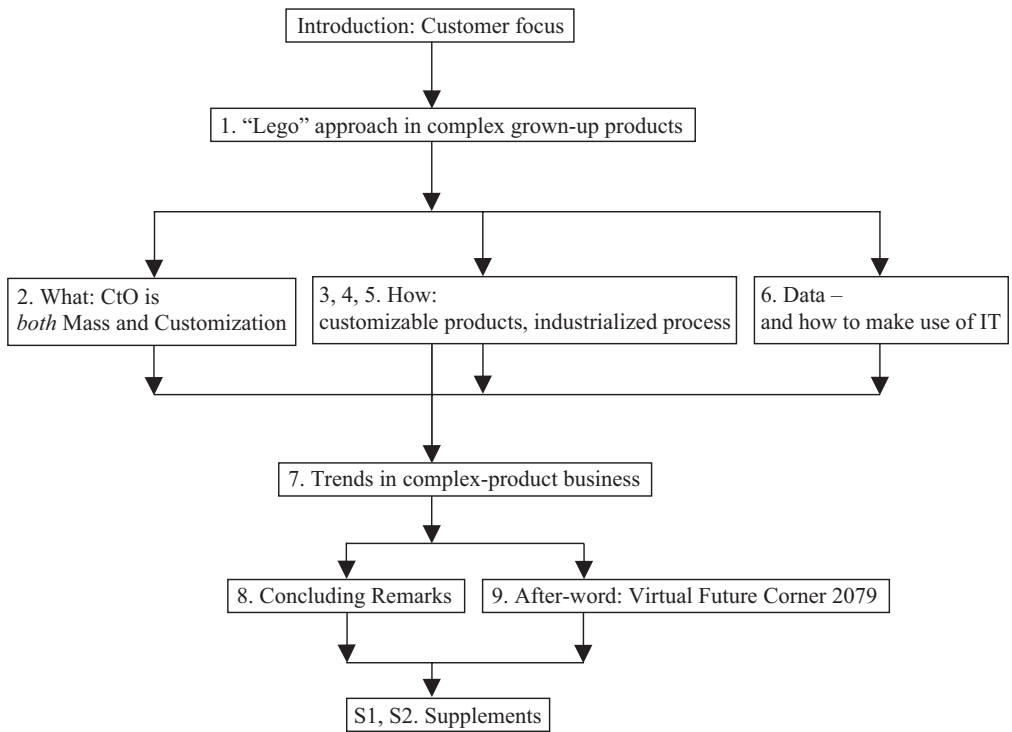 Introduction: Customer focus
1. “Lego” approach in complex grown-up products
2. What: CtO is
both Mass and Customization
3, 4, 5. How:
customizable products, industrialized process
6. Data –
and how to make use of IT
7. Trends in complex-product business
8. Concluding Remarks
9. After-word: Virtual Future Corner 2079
S1, S2. Supplements